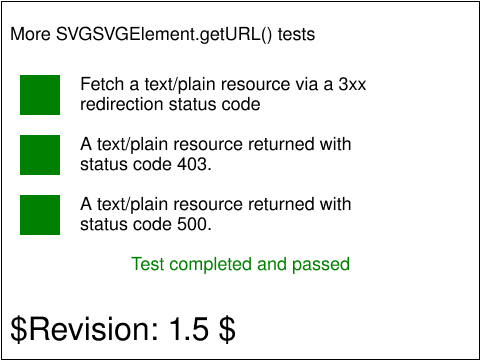 More SVGSVGElement.getURL() tests
Fetch a text/plain resource via a 3xx
redirection status code
A text/plain resource returned with
status code 403.
A text/plain resource returned with
status code 500.
Test completed and passed
$Revision: 1.5 $